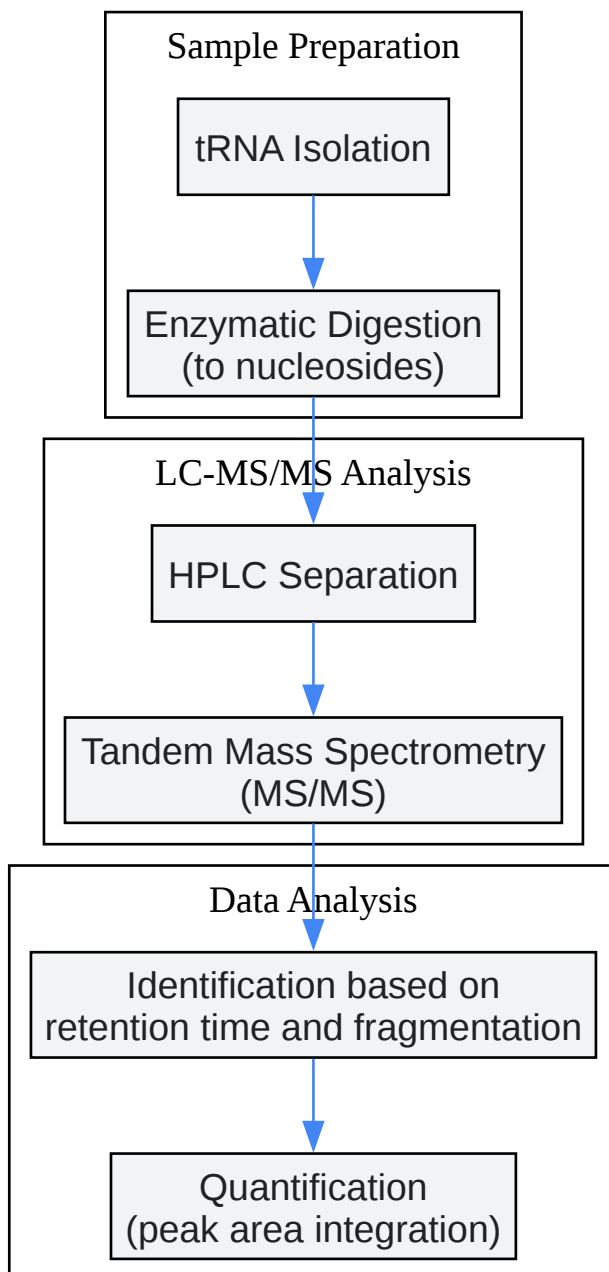 Sample Preparation
tRNA Isolation
Enzymatic Digestion
(to nucleosides)
LC-MS/MS Analysis
HPLC Separation
Tandem Mass Spectrometry
(MS/MS)
Data Analysis
Identification based on
retention time and fragmentation
Quantification
(peak area integration)